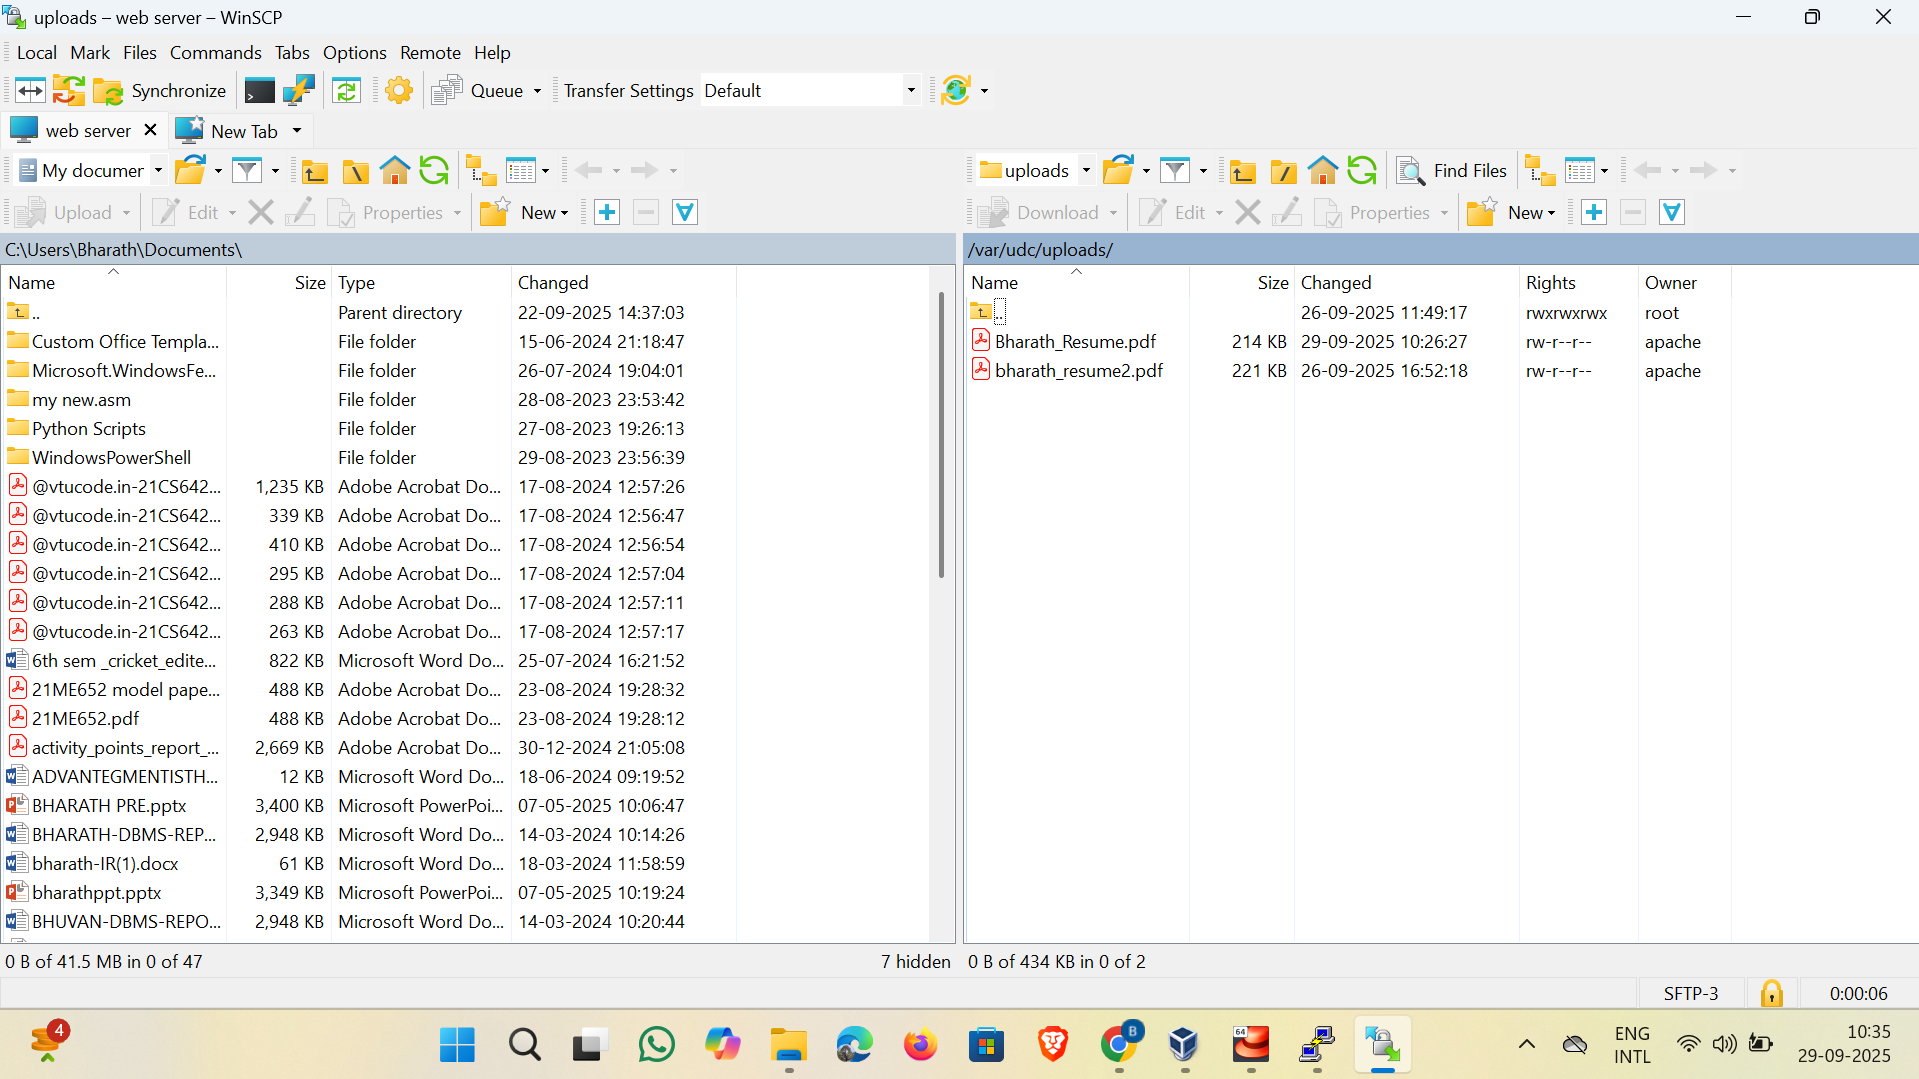 uploads – web server – WinSCP
Local Mark Files Commands Tabs Options Remote Help
Synchronize Queue Transfer Settings Default
web server New Tab
My documer uploads Find Files
Upload Edit Properties New Download Edit Properties New
C:\Users\Bharath\Documents\ /var/udc/uploads/
Name Size Type Changed Name Size Changed Rights Owner
.. Parent directory 22-09-2025 14:37:03 .. 26-09-2025 11:49:17 rwxrwxrwx root
Custom Office Templa... File folder 15-06-2024 21:18:47 Bharath_Resume.pdf 214 KB 29-09-2025 10:26:27 rw-r--r-- apache
Microsoft.WindowsFe... File folder 26-07-2024 19:04:01 bharath_resume2.pdf 221 KB 26-09-2025 16:52:18 rw-r--r-- apache
my new.asm File folder 28-08-2023 23:53:42
Python Scripts File folder 27-08-2023 19:26:13
WindowsPowerShell File folder 29-08-2023 23:56:39
@vtucode.in-21CS642... 1,235 KB Adobe Acrobat Do... 17-08-2024 12:57:26
@vtucode.in-21CS642... 339 KB Adobe Acrobat Do... 17-08-2024 12:56:47
@vtucode.in-21CS642... 410 KB Adobe Acrobat Do... 17-08-2024 12:56:54
@vtucode.in-21CS642... 295 KB Adobe Acrobat Do... 17-08-2024 12:57:04
@vtucode.in-21CS642... 288 KB Adobe Acrobat Do... 17-08-2024 12:57:11
@vtucode.in-21CS642... 263 KB Adobe Acrobat Do... 17-08-2024 12:57:17
6th sem _cricket_edite... 822 KB Microsoft Word Do... 25-07-2024 16:21:52
21ME652 model pape... 488 KB Adobe Acrobat Do... 23-08-2024 19:28:32
21ME652.pdf 488 KB Adobe Acrobat Do... 23-08-2024 19:28:12
activity_points_report_... 2,669 KB Adobe Acrobat Do... 30-12-2024 21:05:08
ADVANTEGMENTISTH... 12 KB Microsoft Word Do... 18-06-2024 09:19:52
BHARATH PRE.pptx 3,400 KB Microsoft PowerPoi... 07-05-2025 10:06:47
BHARATH-DBMS-REP... 2,948 KB Microsoft Word Do... 14-03-2024 10:14:26
bharath-IR(1).docx 61 KB Microsoft Word Do... 18-03-2024 11:58:59
bharathppt.pptx 3,349 KB Microsoft PowerPoi... 07-05-2025 10:19:24
BHUVAN-DBMS-REPO... 2,948 KB Microsoft Word Do... 14-03-2024 10:20:44
0 B of 41.5 MB in 0 of 47 7 hidden 0 B of 434 KB in 0 of 2
SFTP-3 0:00:06
4 B 64 ENG INTL 10:35
29-09-2025